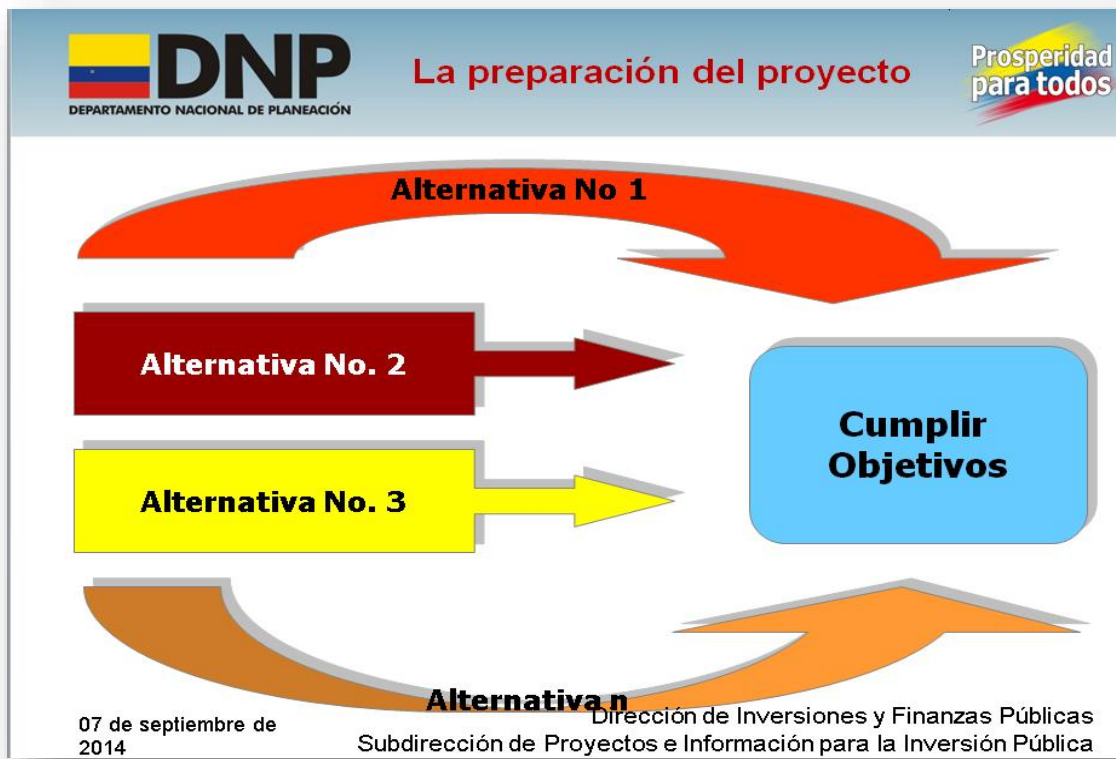 DNP
DEPARTAMENTO NACIONAL DE PLANEACIÓN
La preparación del proyecto
Prosperidad
para todos
Alternativa No 1
Alternativa No. 2
Alternativa No. 3
Cumplir
Objetivos
Alternativa n
07 de septiembre de
2014
Dirección de Inversiones y Finanzas Públicas
Subdirección de Proyectos e Información para la Inversión Pública